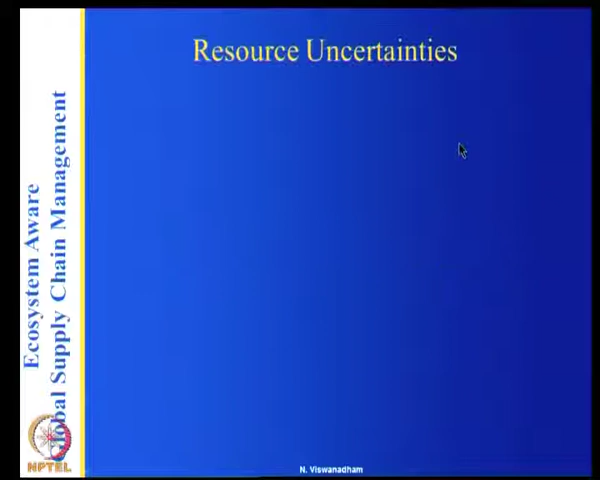 Resource Uncertainties
Ecosystem Aware
Global Supply Chain Management
NPTEL
N. Viswanadham